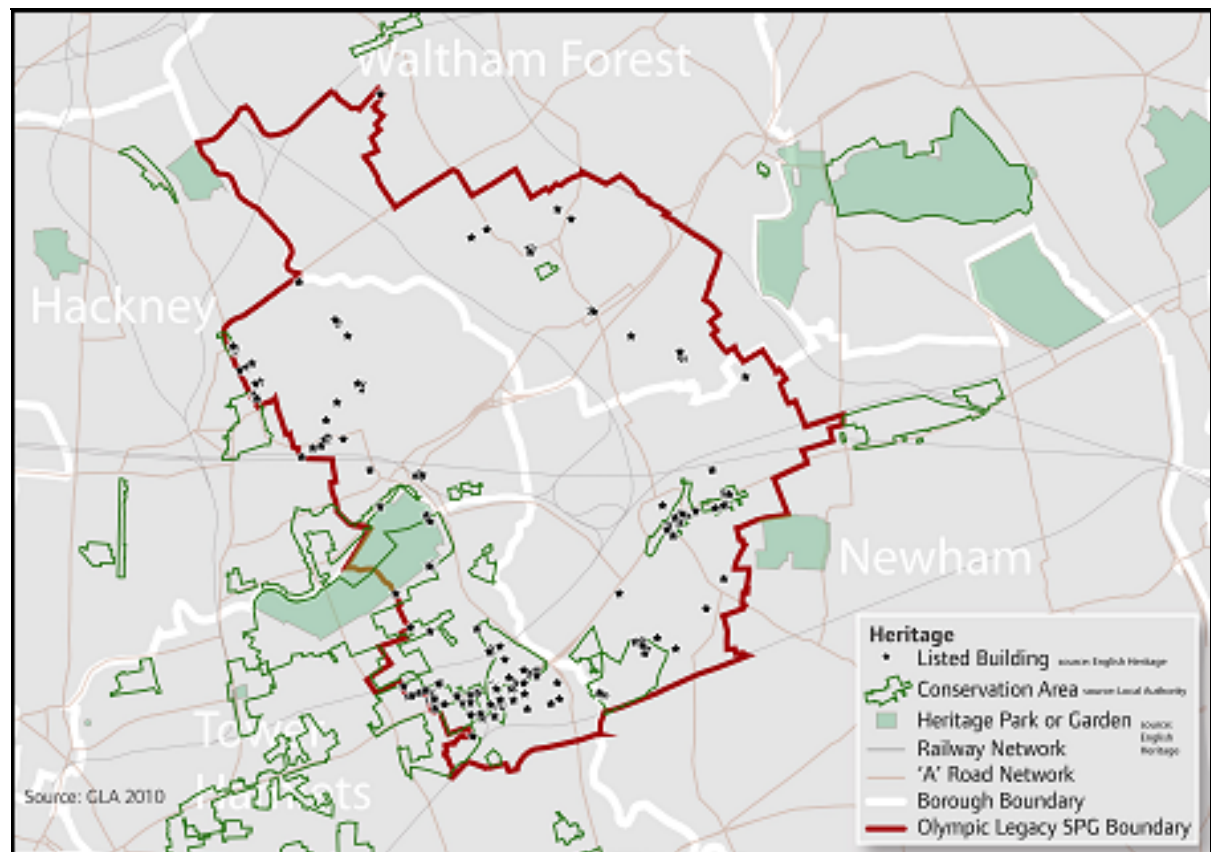 Waltham Forest
Hackney
Newham
Tower
Hamlets
Source: GLA 2010
Heritage
Listed Building source: English Heritage
Conservation Area source: Local Authority
Heritage Park or Garden source: English Heritage
Railway Network
'A' Road Network
Borough Boundary
Olympic Legacy SPG Boundary